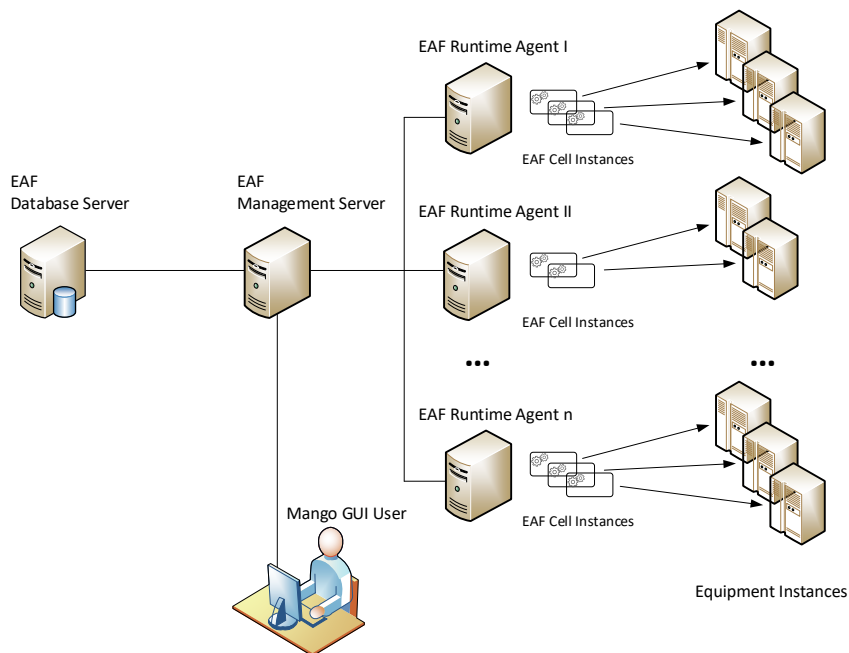 EAF Runtime Agent I
EAF Cell Instances
EAF
Database Server
EAF
Management Server
EAF Runtime Agent II
EAF Cell Instances
...
...
EAF Runtime Agent n
EAF Cell Instances
Mango GUI User
Equipment Instances